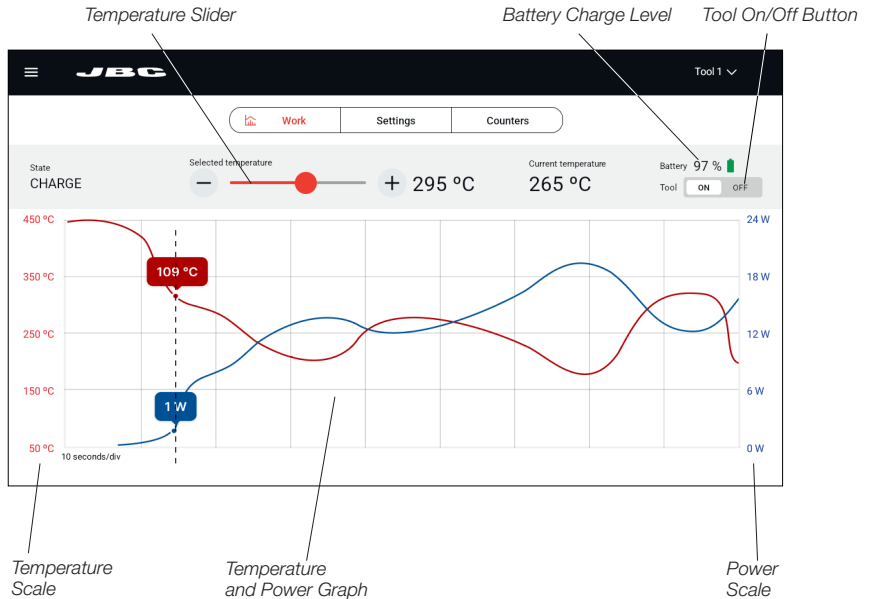 Temperature Slider
Battery Charge Level
Tool On/Off Button
JBC
Tool 1
Work
Settings
Counters
State
CHARGE
Selected temperature
295 ºC
Current temperature
265 ºC
Battery 97 %
Tool ON OFF
450 ºC
24 W
109 ºC
350 ºC
18 W
250 ºC
12 W
150 ºC
6 W
1 W
50 ºC
0 W
10 seconds/div
Temperature
Scale
Temperature
and Power Graph
Power
Scale